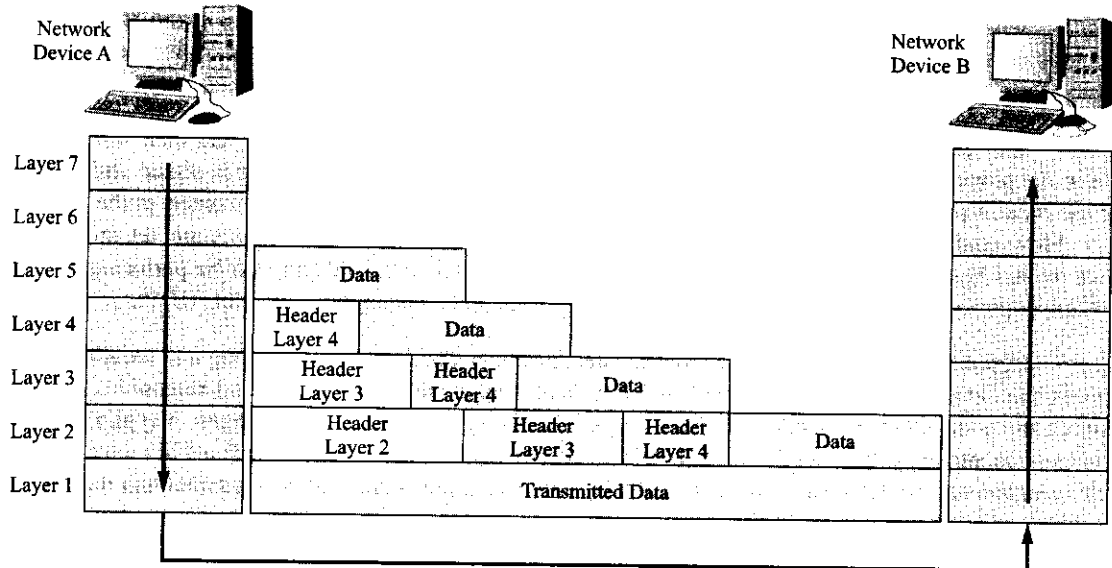 Network
Device A
Network
Device B
Layer 7
Layer 6
Layer 5
Data
Layer 4
Header
Layer 4
Data
Layer 3
Header
Layer 3
Header
Layer 4
Data
Layer 2
Header
Layer 2
Header
Layer 3
Header
Layer 4
Data
Layer 1
Transmitted Data